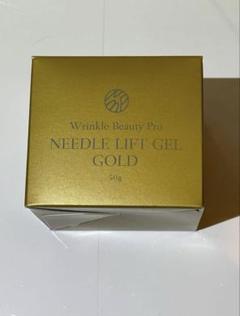 Wrinkle Beauty Pro
NEEDLE LIFT GEL
GOLD
50g